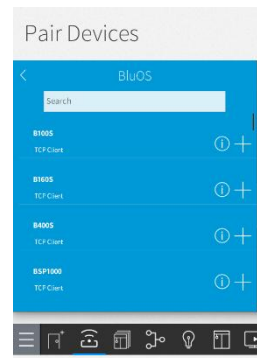 Pair Devices
BluOS
Search
B100S
TCP Client
B160S
TCP Client
B400S
TCP Client
BSP1000
TCP Client